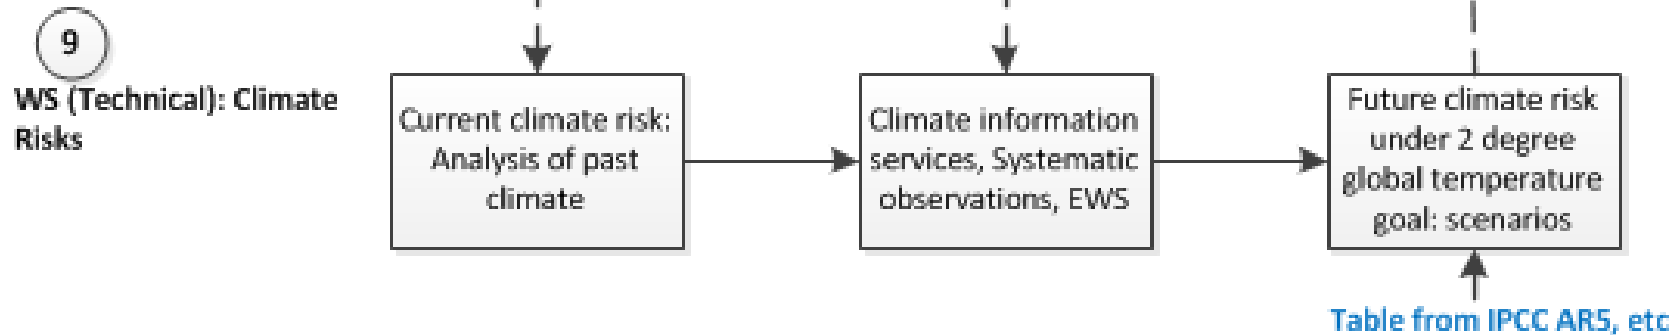 9
WS (Technical): Climate
Risks
Current climate risk:
Analysis of past
climate
Climate information
services, Systematic
observations, EWS
Future climate risk
under 2 degree
global temperature
goal: scenarios
Table from IPCC AR5, etc